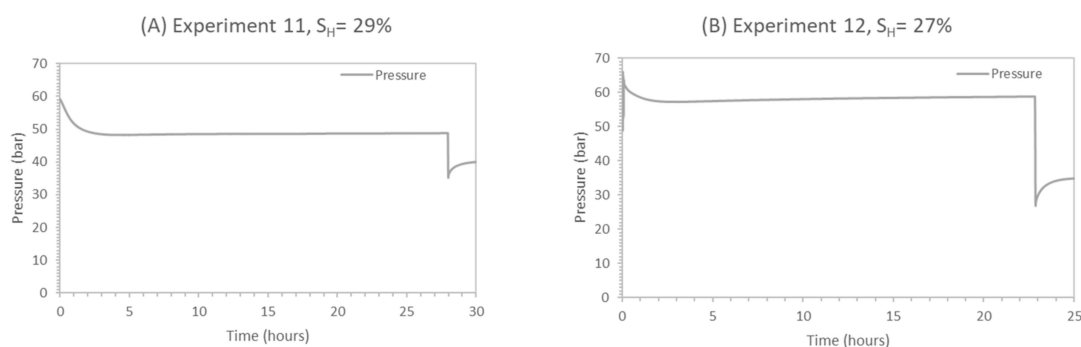 (A) Experiment 11, S_H= 29%
Pressure
70
60
50
40
30
20
10
0
Pressure (bar)
0 5 10 15 20 25 30
Time (hours)
(B) Experiment 12, S_H= 27%
Pressure
70
60
50
40
30
20
10
0
Pressure (bar)
0 5 10 15 20 25
Time (hours)